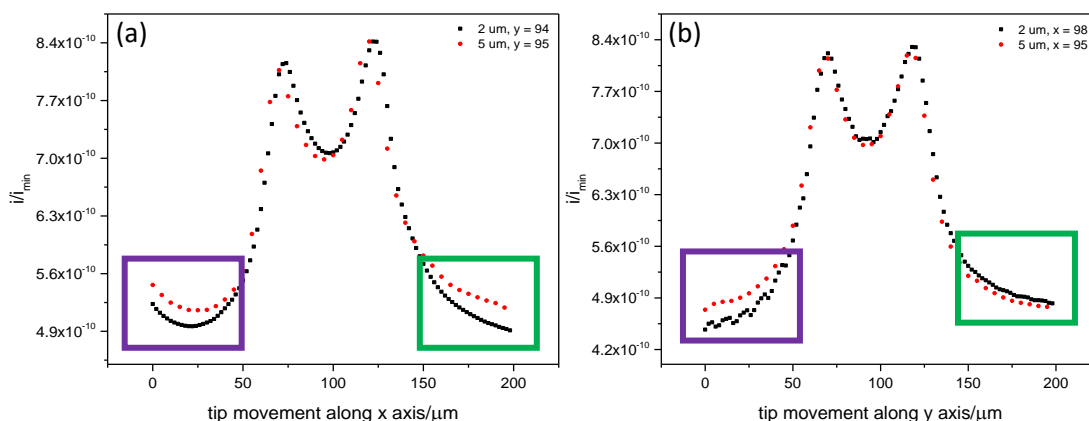 (a)
2 um, y = 94
5 um, y = 95
8.4x10⁻¹⁰
7.7x10⁻¹⁰
7.0x10⁻¹⁰
6.3x10⁻¹⁰
5.6x10⁻¹⁰
4.9x10⁻¹⁰
i/iₘᵢₙ
0 50 100 150 200
tip movement along x axis/μm
(b)
2 um, x = 98
5 um, x = 95
8.4x10⁻¹⁰
7.7x10⁻¹⁰
7.0x10⁻¹⁰
6.3x10⁻¹⁰
5.6x10⁻¹⁰
4.9x10⁻¹⁰
4.2x10⁻¹⁰
i/iₘᵢₙ
0 50 100 150 200
tip movement along y axis/μm